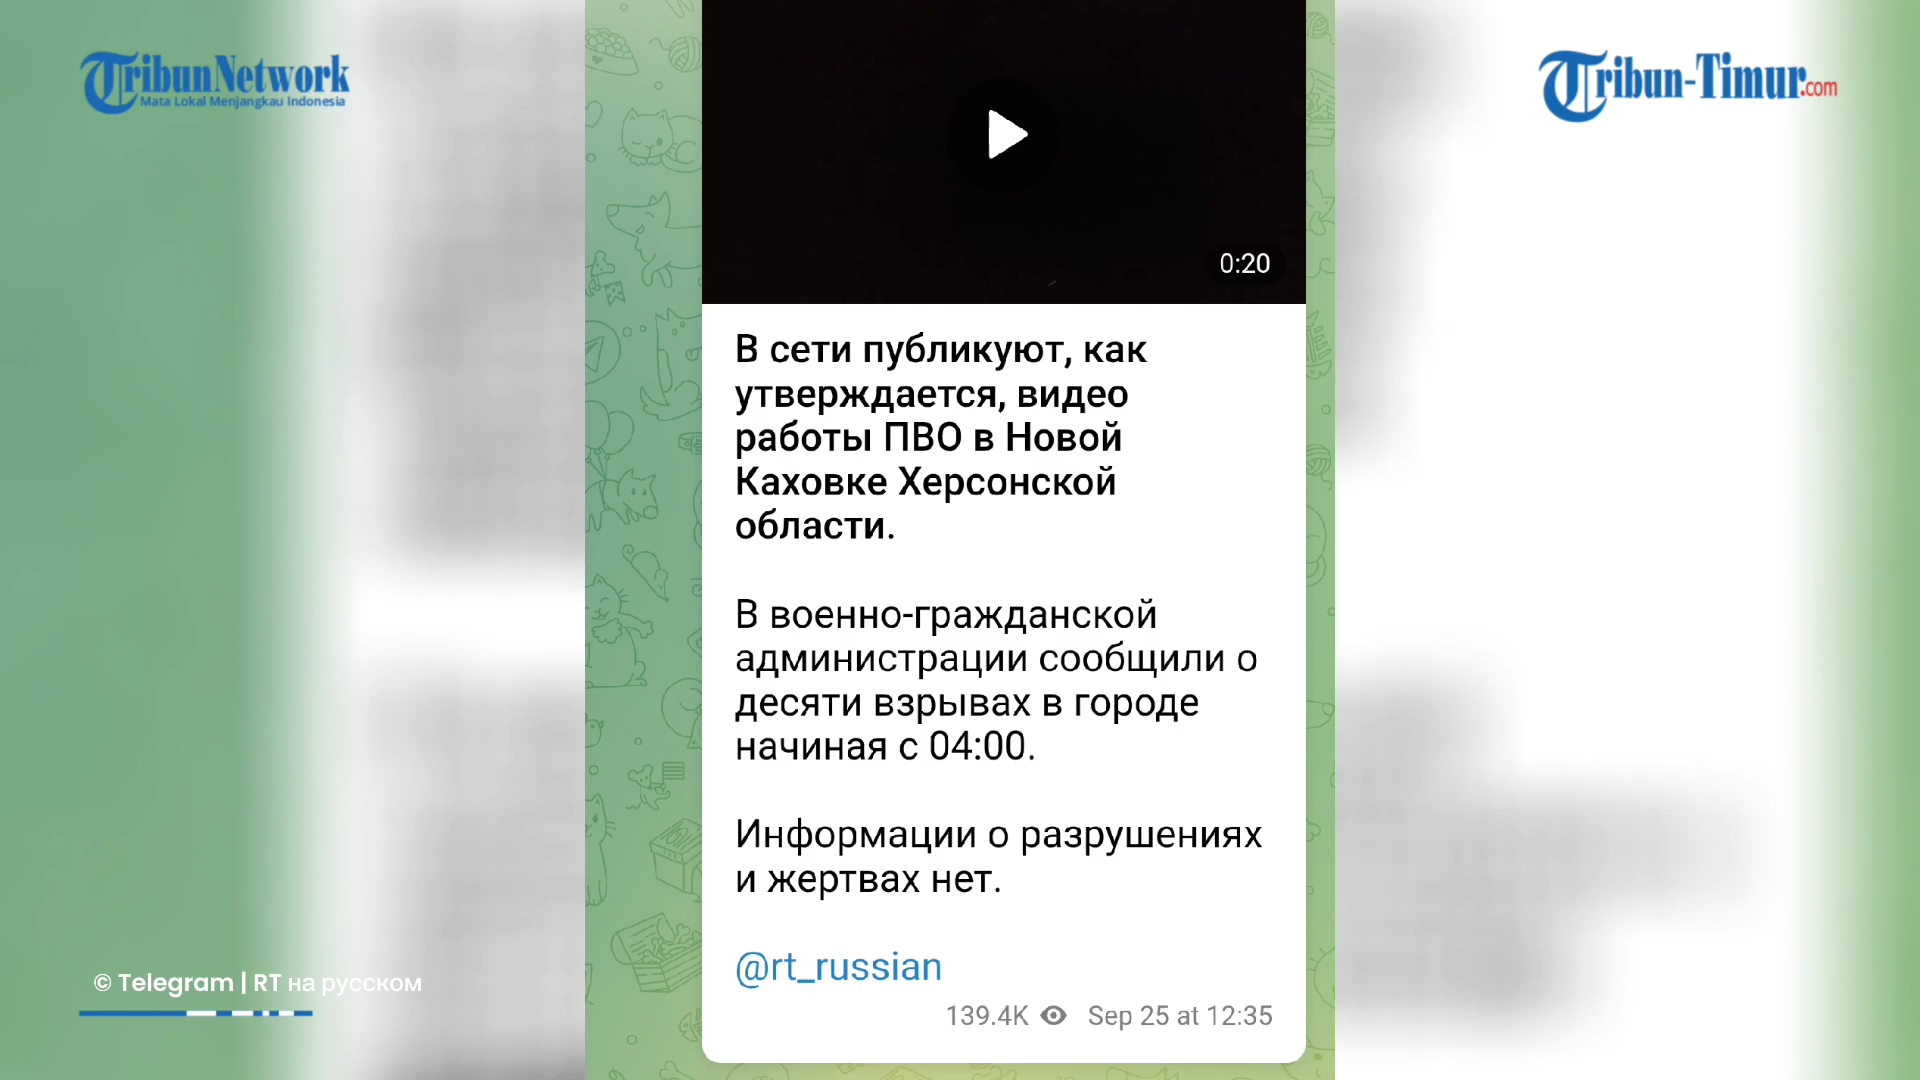 Tribun Network
Mata Lokal Menjangkau Indonesia
Tribun-Timur.com
0:20
В сети публикуют, как
утверждается, видео
работы ПВО в Новой
Каховке Херсонской
области.
В военно-гражданской
администрации сообщили о
десяти взрывах в городе
начиная с 04:00.
Информации о разрушениях
и жертвах нет.
@rt_russian
139.4K Sep 25 at 12:35
© Telegram | RT на русском